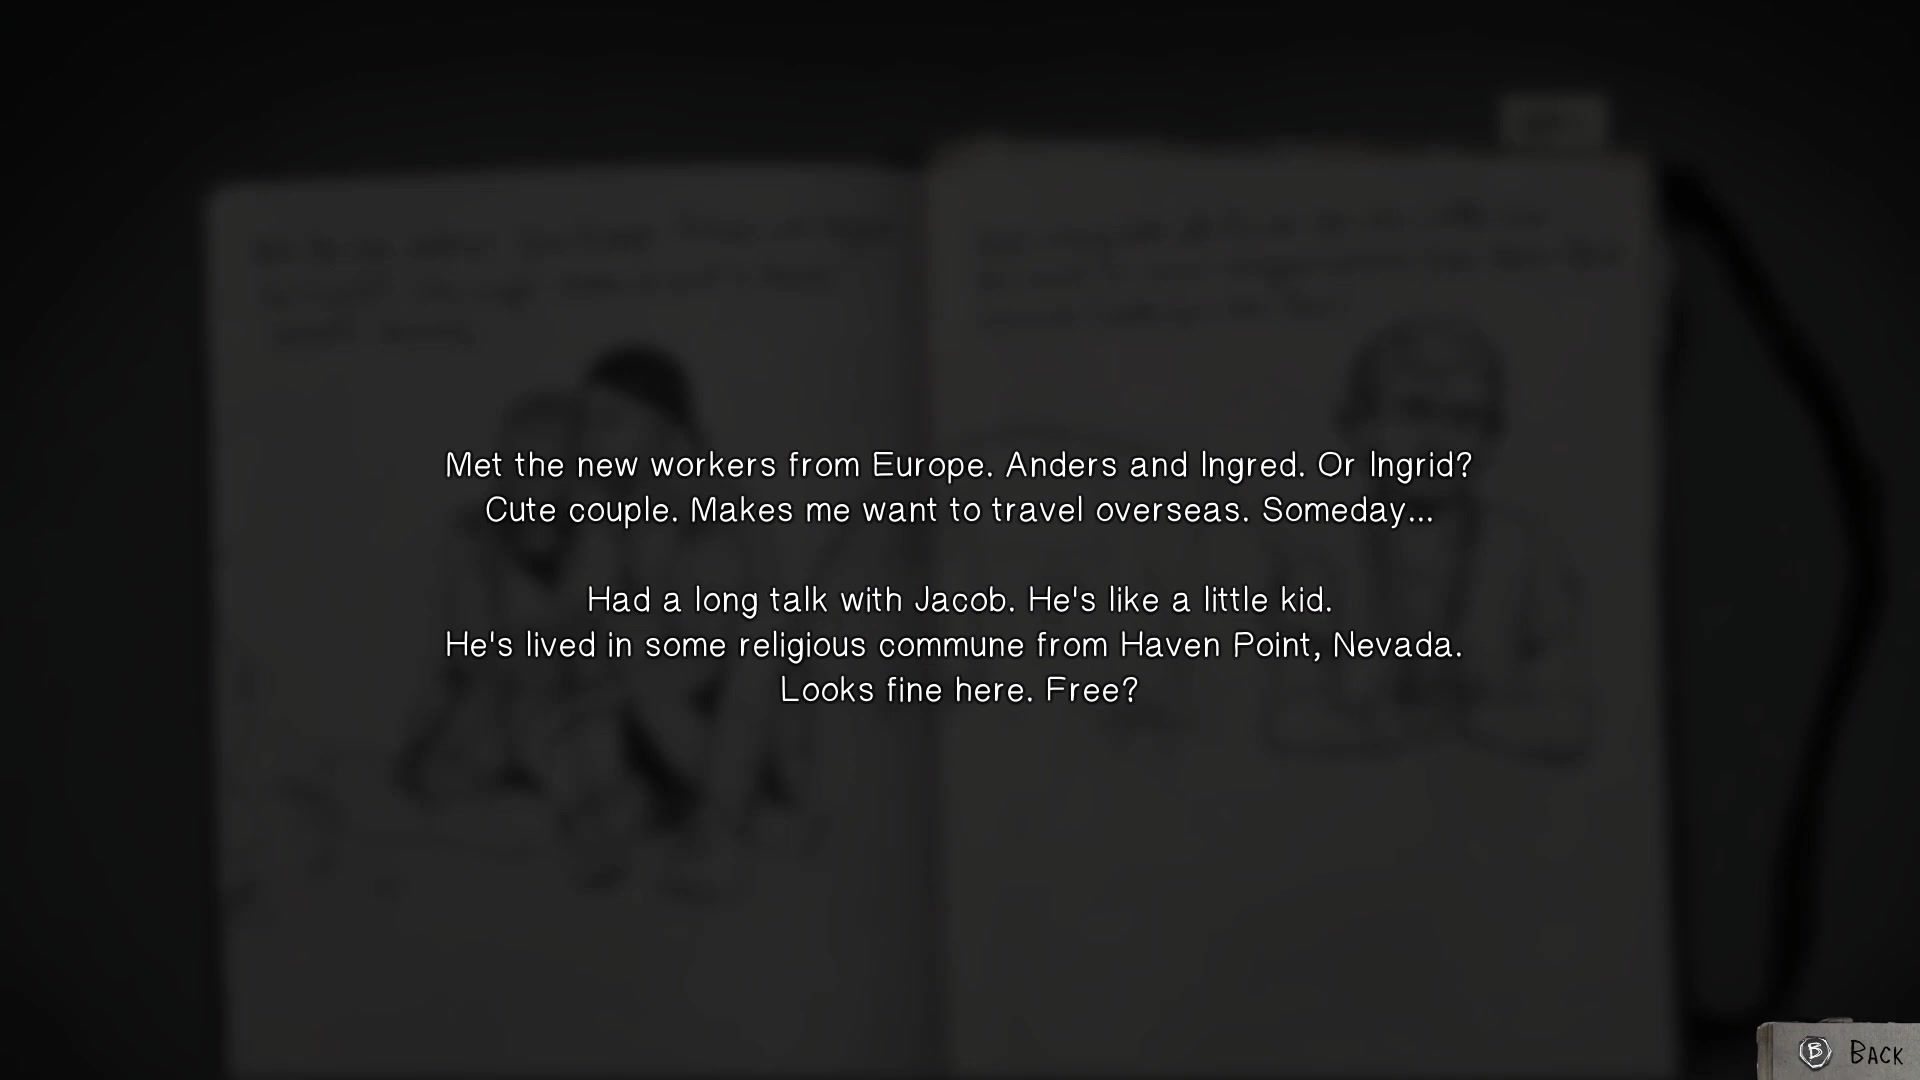 Met the new workers from Europe. Anders and Ingred. Or Ingrid?
Cute couple. Makes me want to travel overseas. Someday...
Had a long talk with Jacob. He's like a little kid.
He's lived in some religious commune from Haven Point, Nevada.
Looks fine here. Free?
B Back